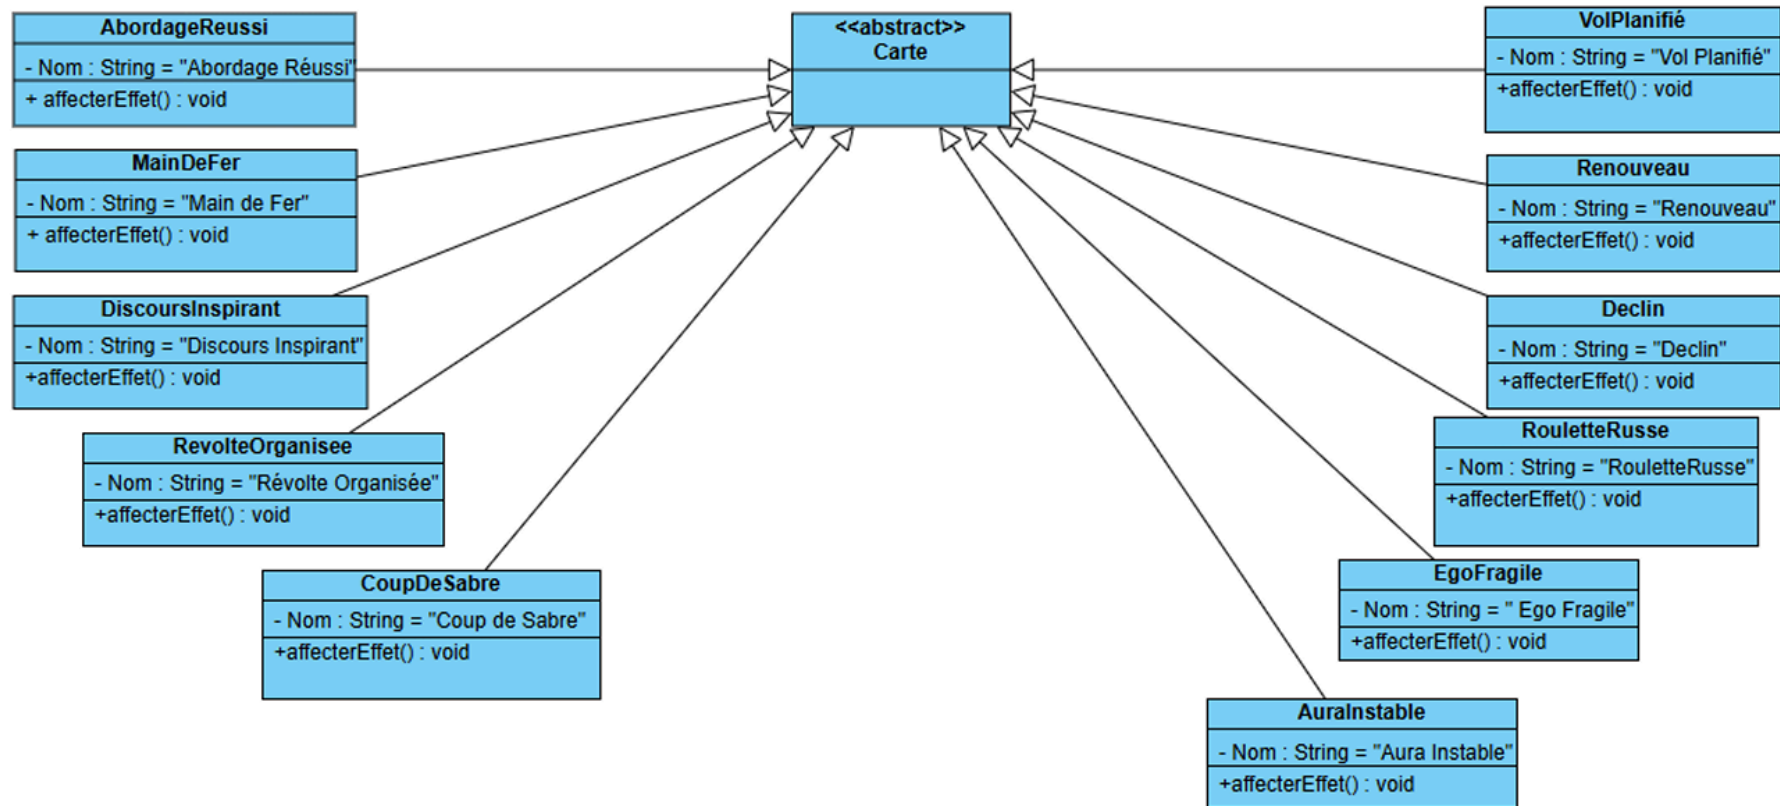 AbordageReussi
- Nom : String = "Abordage Réussi"
+ affecterEffet() : void
MainDeFer
- Nom : String = "Main de Fer"
+ affecterEffet() : void
DiscoursInspirant
- Nom : String = "Discours Inspirant"
+affecterEffet() : void
RevolteOrganisee
- Nom : String = "Révolte Organisée"
+affecterEffet() : void
CoupDeSabre
- Nom : String = "Coup de Sabre"
+affecterEffet() : void
<<abstract>>
Carte
VolPlanifié
- Nom : String = "Vol Planifié"
+affecterEffet() : void
Renouveau
- Nom : String = "Renouveau"
+affecterEffet() : void
Declin
- Nom : String = "Declin"
+affecterEffet() : void
RouletteRusse
- Nom : String = "RouletteRusse"
+affecterEffet() : void
EgoFragile
- Nom : String = " Ego Fragile"
+affecterEffet() : void
AuraInstable
- Nom : String = "Aura Instable"
+affecterEffet() : void